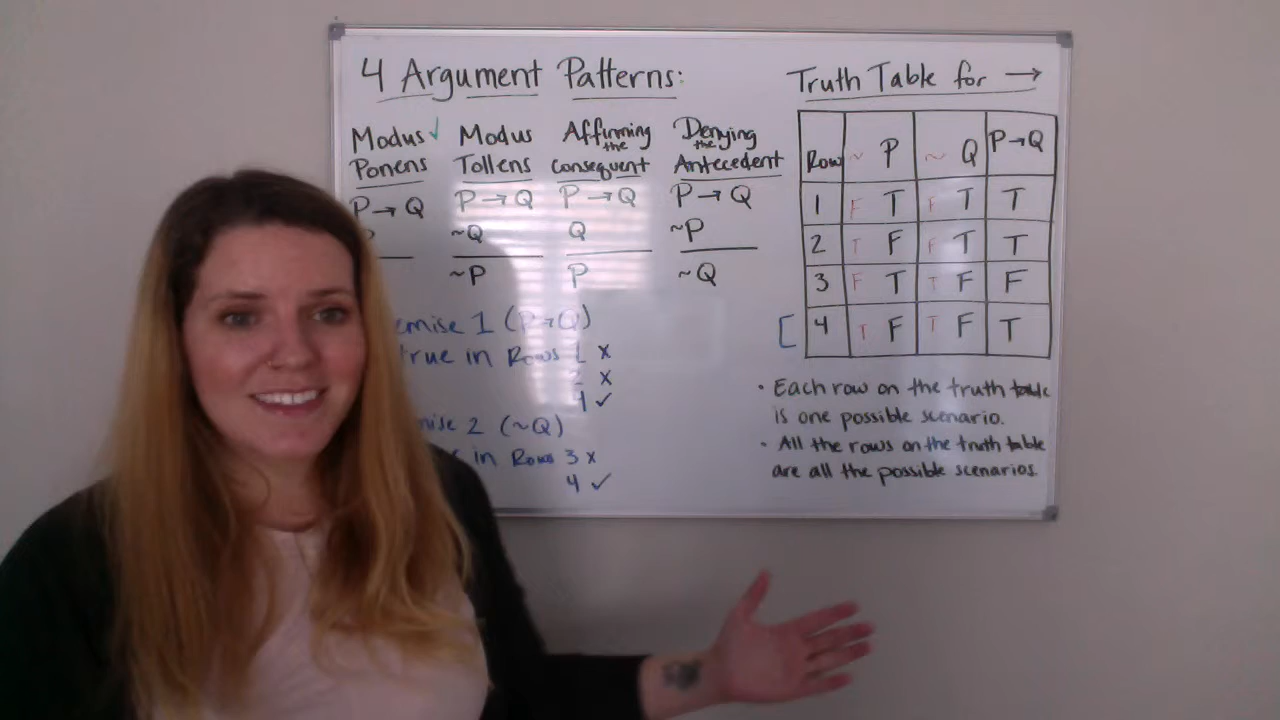 4 Argument Patterns:
Modus ✓
Ponens
P → Q
Modus
Tollens
P → Q
~Q
~P
Affirming
the
consequent
P → Q
Q
P
Denying
the
Antecedent
P → Q
~P
~Q
emise 1 (P→Q)
true in Rows 1 x
2 x
4 ✓
mise 2 (~Q)
in Rows 3 x
4 ✓
Truth Table for →
Row ~ P ~ Q P→Q
1 F T F T T
2 T F F T T
3 F T T F F
[ 4 T F T F T
• Each row on the truth table
is one possible scenario.
• All the rows on the truth table
are all the possible scenarios.